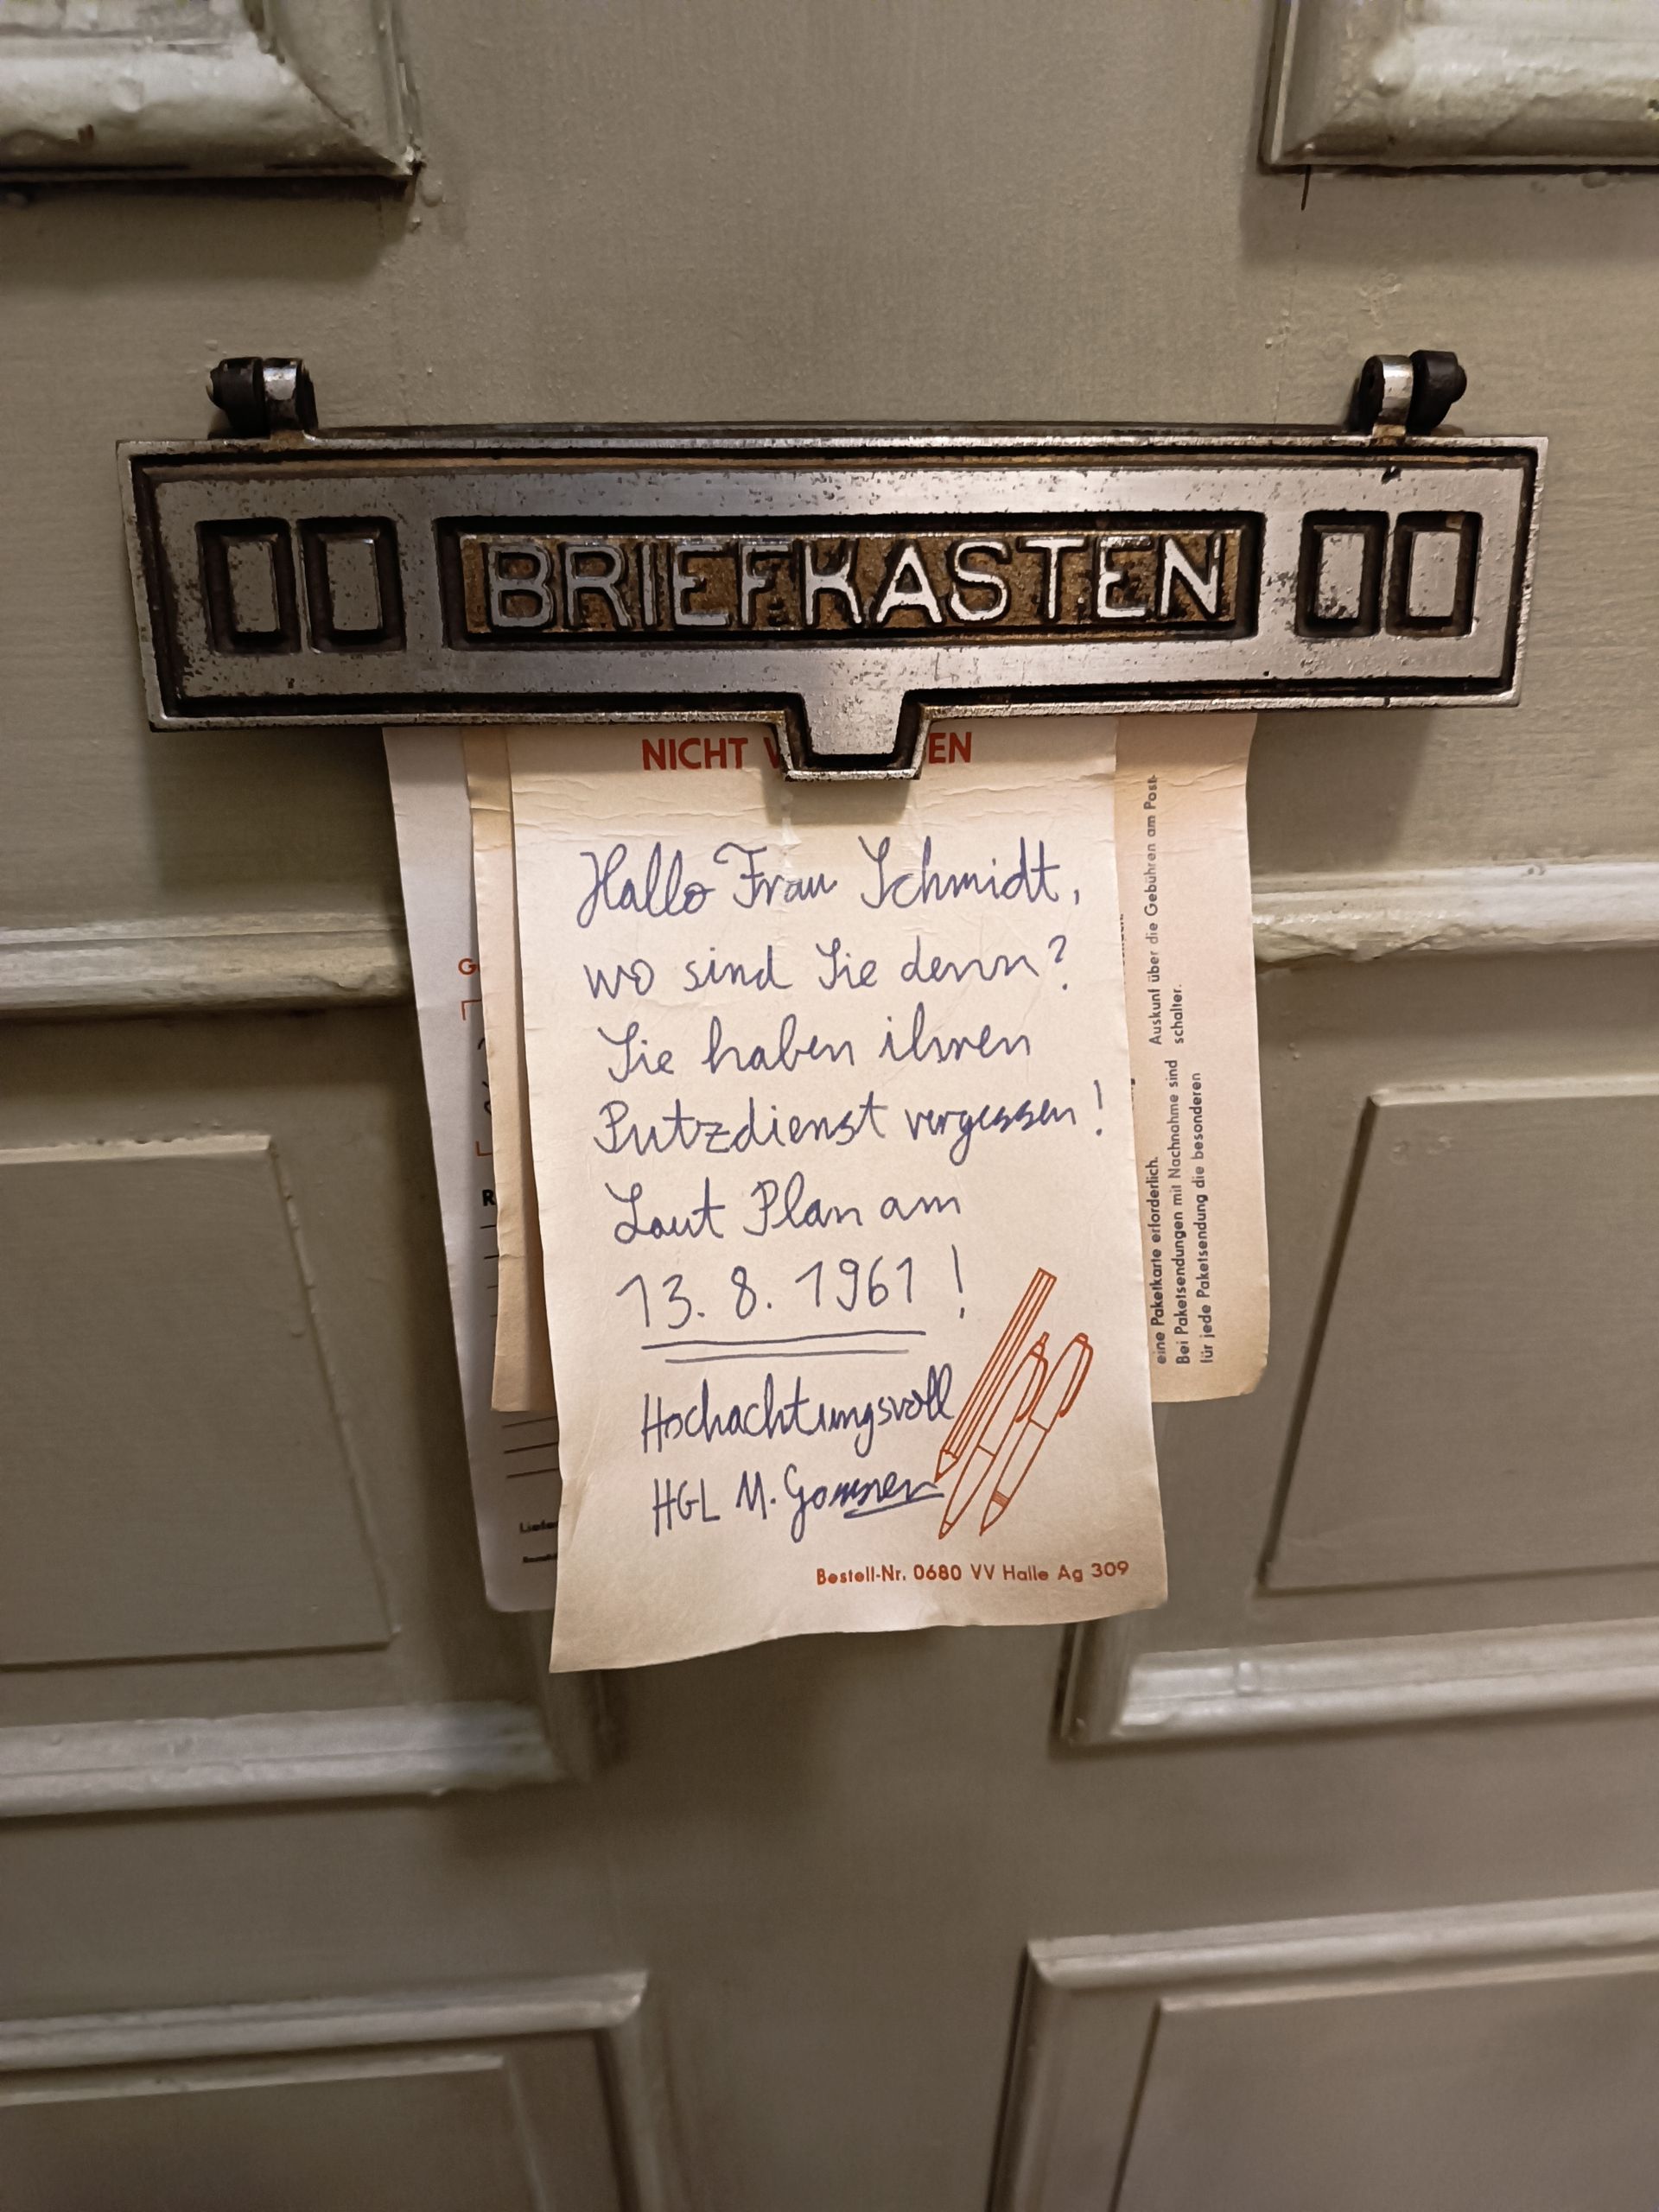 BRIEFKASTEN
NICHT
Hallo Frau Schmidt,
wo sind Sie denn?
Sie haben ihren
Putzdienst vergessen!
Laut Plan am
13. 8. 1961!
Hochachtungsvoll
HGL M.
Bestell-Nr. 0680 VV Halle Ag 309
Auskunft über die Gebühren am Post-
schalter.
eine Paketkarte erforderlich.
Bei Paketsendungen mit Nachnahme sind
für jede Paketsendung die besonderen